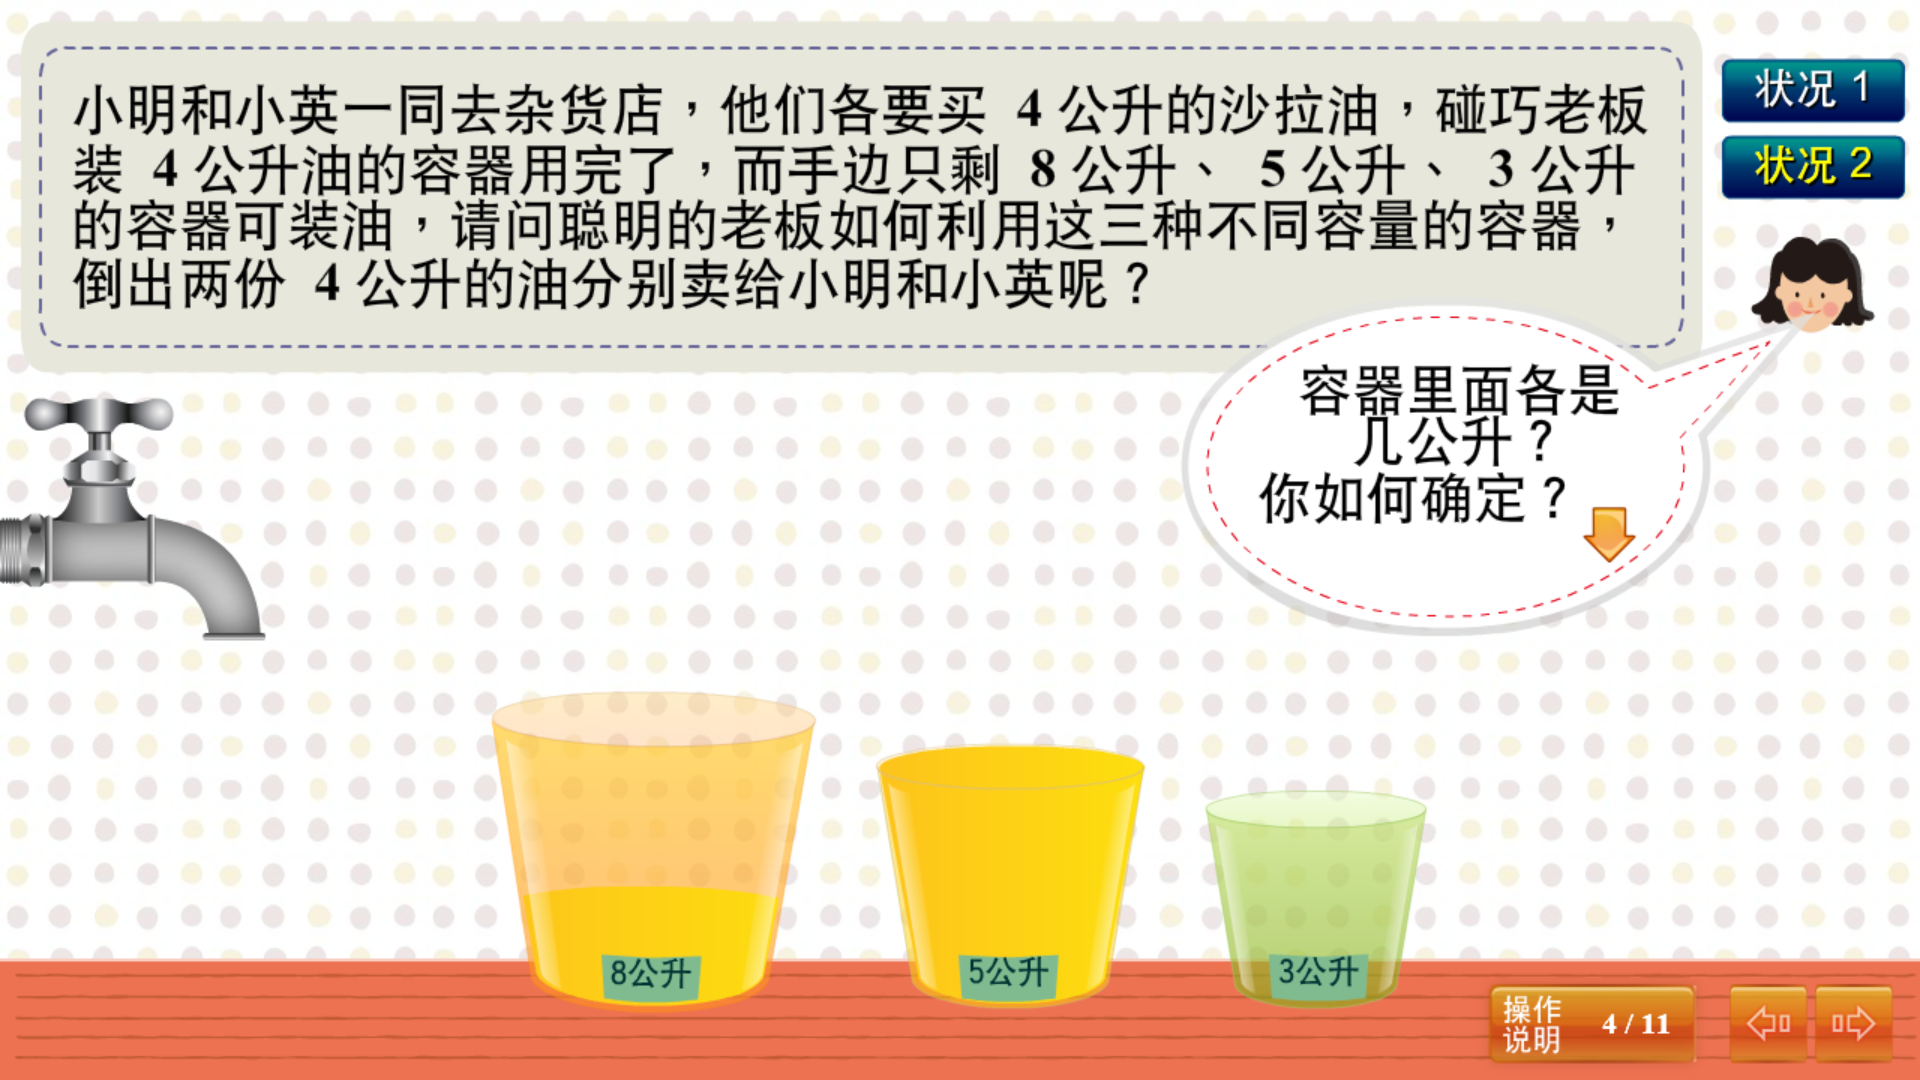 小明和小英一同去杂货店，他们各要买 4 公升的沙拉油，碰巧老板
装 4 公升油的容器用完了，而手边只剩 8 公升、 5 公升、 3 公升
的容器可装油，请问聪明的老板如何利用这三种不同容量的容器，
倒出两份 4 公升的油分别卖给小明和小英呢？
状况 1
状况 2
容器里面各是
几公升？
你如何确定？
8公升
5公升
3公升
操作
说明
4 / 11